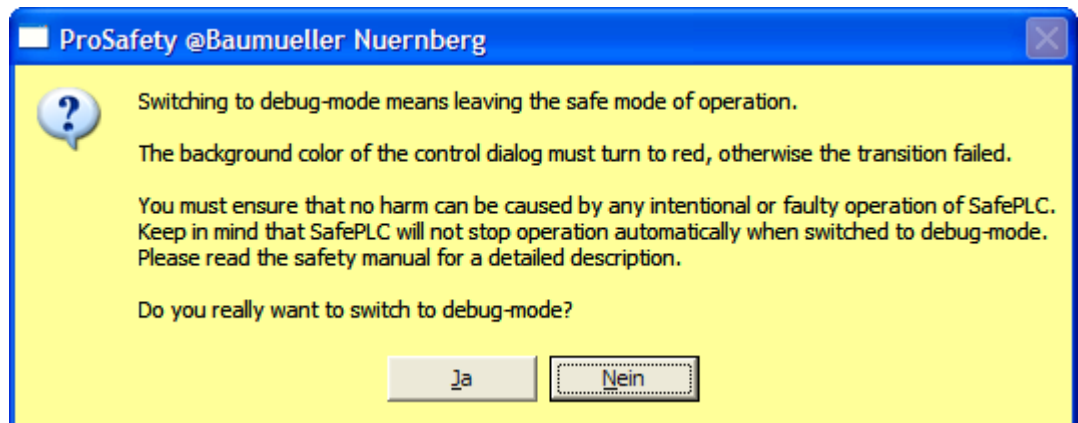 ProSafety @Baumueller Nuernberg
Switching to debug-mode means leaving the safe mode of operation.
The background color of the control dialog must turn to red, otherwise the transition failed.
You must ensure that no harm can be caused by any intentional or faulty operation of SafePLC.
Keep in mind that SafePLC will not stop operation automatically when switched to debug-mode.
Please read the safety manual for a detailed description.
Do you really want to switch to debug-mode?
Ja
Nein